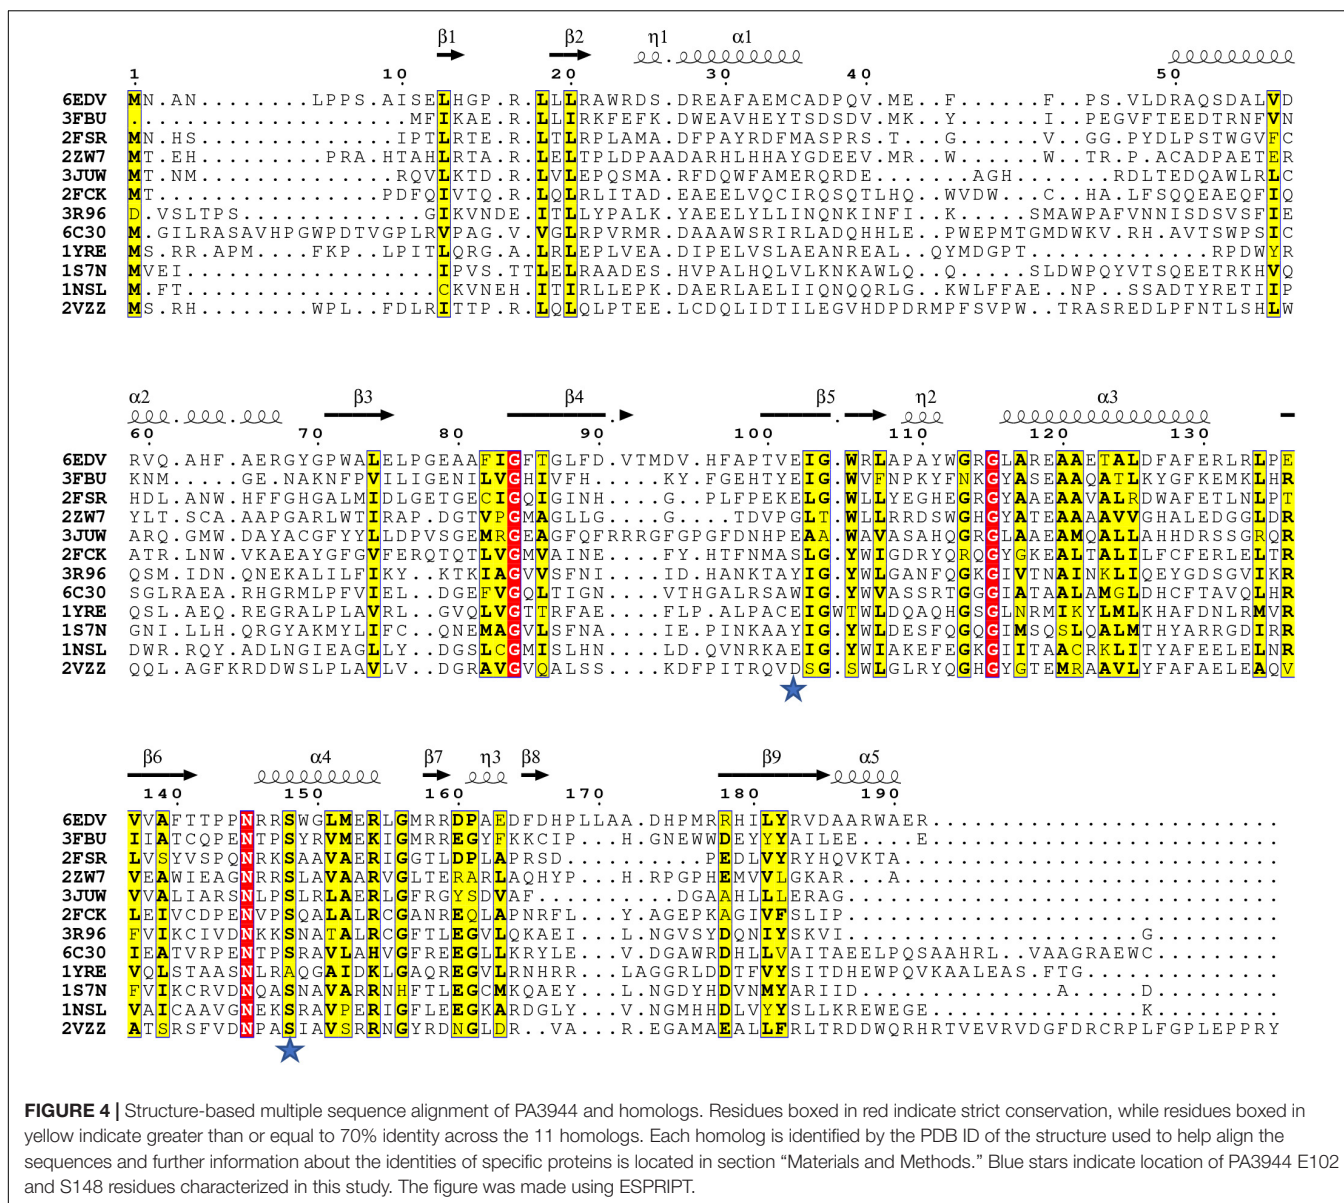 β1 β2 η1 α1
1 10 20 30 40 50
6EDV MN.AN........LPPS.AISELHGP.R.LLLRAWRDS.DREAFAEMCADPQV.ME..F......F..PS.VLDRAQSDALVD
3FBU ....................MFIKAE.R.LLIRKFEFK.DWEAVHEYTSDSDV.MK..Y......I..PEGVFTEEDTRNFVN
2FSR MN.HS..............IPTLRTE.R.LTLRPLAMA.DFPAYRDFMASPRS.T...G......V..GG.PYDLPSTWGVFC
2ZW7 MT.EH.........PRA.HTAHLRTA.R.LELTPLDPAADARHLHHAYGDEEV.MR..W......W..TR.P.ACADPAETER
3JUW MT.NM..............RQVLKTD.R.LVLEPQSMA.RFDQWFAMERQRDE.......AGH.......RDLTEDQAWLRLC
2FCK MT................PDFQIVTQ.R.LQLRLITAD.EAEELVQCIRQSQTLHQ..WVDW..C..HA.LFSQQEAEQFIQ
3R96 D.VSLTPS.............GIKVNDE.ITLLYPALK.YAEELYLLINQNKINFI..K.....SMAWPAFVNNISDSVSFIE
6C30 M.GILRASAVHPGWPDTVGPLRVPAG.V.VGLRPVRMR.DAAAWSRIRLADQHHLE..PWEPMTGMDWKV.RH.AVTSWPSIC
1YRE MS.RR.APM....FKP..LPITLQRG.A.LRLEPLVEA.DIPELVSLAEANREAL..QYMDGPT...........RPDWYR
1S7N MVEI..................IPVS.TTLELRAADES.HVPALHQLVLKNKAWLQ..Q......SLDWPQYVTSQEETRKHVQ
1NSL M.FT..................CKVNEH.ITIRLLEPK.DAERLAELIIQNQQRLG..KWLFFAE..NP..SSADTYRETIIP
2VZZ MS.RH........WPL..FDLRITTP.R.LQLQLPTEE.LCDQLIDTILEGVHDPDRMPFSVPW..TRASREDLPFNTLSHLW
α2 β3 β4 β5 η2 α3
60 70 80 90 100 110 120 130
6EDV RVQ.AHF.AERGYGPWALELPGEAAFIGFTGLFD.VTMDV.HFAPTVEIG.WRLAPAYWGRGLAREAAETALDFAFERLRLPE
3FBU KNM.....GE.NAKNFPVILIGENILVGHIVFH.....KY.FGEHTYEIG.WVFNPKYFNKGYASEAAQATLKYGFKEMKLHR
2FSR HDL.ANW.HFFGHGALMIDLGETGECIGQIGINH.....G..PLFPEKELG.WLLYEGHEGRGYAAEAAVALRDWAFETLNLPT
2ZW7 YLT.SCA.AAPGARLWTIRAP.DGTVPGMAGLLG.....G....TDVPGLT.WLLRRDSWGHGYATEAAAAVVGHALEDGGLDR
3JUW ARQ.GMW.DAYACGFYYLLDPVSGEMRGEAGFQFRRRGFGPGFDNHPEAA.WAVASAHQGRGLAAEAMQALLAHHDRSSGRQR
2FCK ATR.LNW.VKAEAYGFGVFERQTQTLVGMVAINE.....FY.HTFNMASLG.YWIGDRYQRQGYGKEALTALILFCFERLELTR
3R96 QSM.IDN.QNEKALILFIKY..KTKIAGVVSFNI.....ID.HANKTAYIG.YWLGANFQGKGIVTNAINKLIQEYGDSGVIKR
6C30 SGLRAEA.RHGRMLPFVIEL..DGEFVGQLTIGN.....VTHGALRSAWIG.YWVASSRTGGGIATAALAMGLDHCFTAVQLHR
1YRE QSL.AEQ.REGRALPLAVRL..GVQLVGTTRFAE.....FLP.ALPACEIGWTWLDQAQHGSGLNRMIKYLMLKHAFDNLRMVR
1S7N GNI.LLH.QRGYAKMYLIFC..QNEMAGVLSFNA.....IE.PINKAAYIG.YWLDESFQGQGIMSQSLQALMTHYARRGDIRR
1NSL DWR.RQY.ADLNGIEAGLLY..DGSLCGMISLHN.....LD.QVNRKAEIG.YWIAKEFEGKGIITAACRKLITYAFEELELNR
2VZZ QQL.AGFKRDDWSLPLAVLV..DGRAVGVQALSS.....KDFPITRQVDSG.SWLGLRYQGHGIGTEMRAAVLYFAFAELEAQV
β6 α4 β7 η3 β8 β9 α5
140 150 160 170 180 190
6EDV VVAFTTPPNRRSWGLMERLGMRRDPAEDFDHPLLAA.DHPMRRHILYRVDAARWAER.........................
3FBU IIATCQPENTPSYRVMEKIGMRREGYFKKCIP...H.GNEWWDEYYYAILEE....E.........................
2FSR LVSYVSPQNRKSAAVAERIGGTLDPLAPRSD..........PEDLVYRYHQVKTA...........................
2ZW7 VEAWIEAGNRRSLAVAARVGLTERARLAQHYP...H.RPGPHEMVVLGKAR...A...........................
3JUW VVALIARSNLPSLRLAERLGFRGYSDVAF..........DGAAHLLLERAG...............................
2FCK LEIVCDPENVPSQALALRCGANREQLAPNRFL...Y.AGEPKAGIVFSLIP...............................
3R96 FVIKCIVDNKKSNATALRCGFTLEGVLQKAEI...L.NGVSYDQNIYSKVI.....................G.........
6C30 IEATVRPENTPSRAVLAHVGFREEGLLKRYLE...V.DGAWRDHLLVAITAEELPQSAAHRL..VAAGRAEWC.........
1YRE VQLSTAASNLRAQGAIDKLGAQREGVLRNHRR...LAGGRLDDTFVYSITDHEWPQVKAALEAS.FTG..............
1S7N FVIKCRVDNQASNAVARRNHFTLEGCMKQAEY...L.NGDYHDVNMYARIID..............A.....D.........
1NSL VAICAAVGNEKSRAVPERIGFLEEGKARDGLY...V.NGMHHDLVYYSLLKREWEGE...............K.........
2VZZ ATSRSFVDNPASIAVSRRNGYRDNGLDR..VA...R.EGAMAEALLFRLTRDDWQRHRTVEVRVDGFDRCRPLFGPLEPPRY
FIGURE 4 | Structure-based multiple sequence alignment of PA3944 and homologs. Residues boxed in red indicate strict conservation, while residues boxed in
yellow indicate greater than or equal to 70% identity across the 11 homologs. Each homolog is identified by the PDB ID of the structure used to help align the
sequences and further information about the identities of specific proteins is located in section “Materials and Methods.” Blue stars indicate location of PA3944 E102
and S148 residues characterized in this study. The figure was made using ESPRIPT.